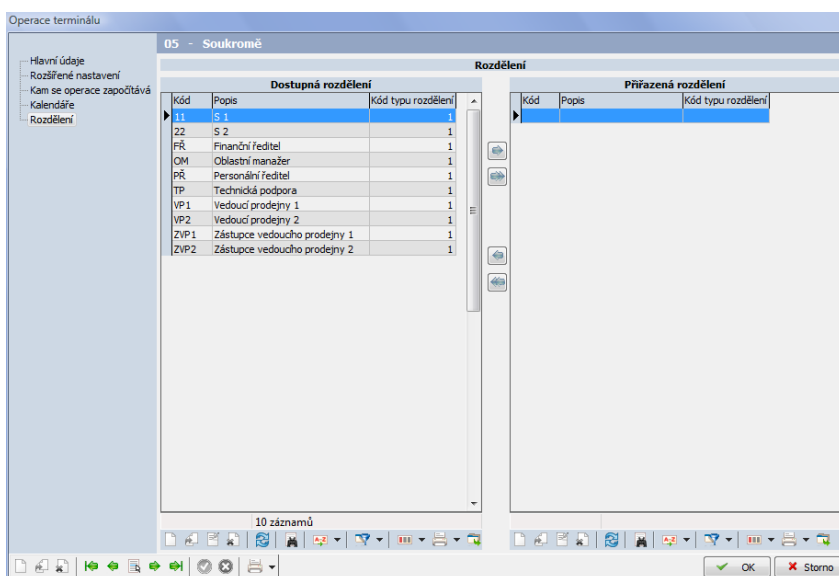 Operace terminálu
05 - Soukromě
Hlavní údaje
Rozšířené nastavení
Kam se operace započítává
Kalendáře
Rozdělení
Rozdělení
Dostupná rozdělení
Kód Popis Kód typu rozdělení
11 S 1 1
22 S 2 1
FŘ Finanční ředitel 1
OM Oblastní manažer 1
PŘ Personální ředitel 1
TP Technická podpora 1
VP1 Vedoucí prodejny 1 1
VP2 Vedoucí prodejny 2 1
ZVP1 Zástupce vedoucího prodejny 1 1
ZVP2 Zástupce vedoucího prodejny 2 1
10 záznamů
Přiřazená rozdělení
Kód Popis Kód typu rozdělení
OK Storno